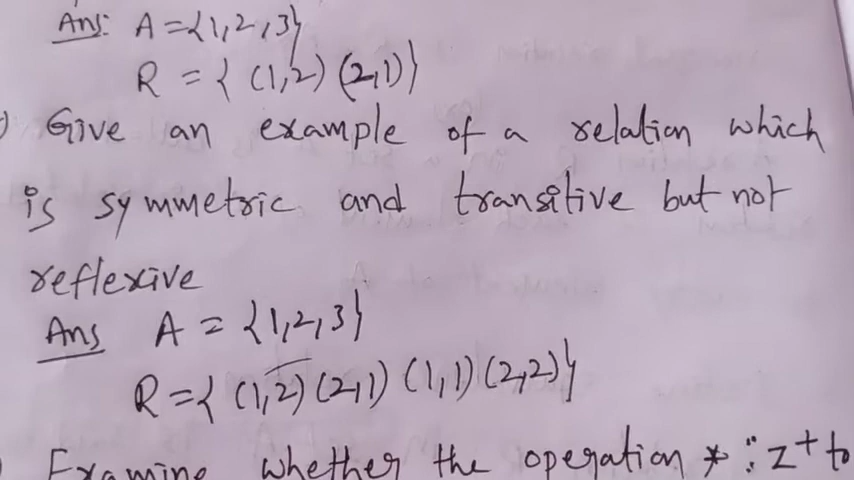 Ans: A = {1,2,3}
R = { (1,2) (2,1)}
) Give an example of a relation which
is symmetric and transitive but not
reflexive
Ans A = {1,2,3}
R = { (1,2) (2,1) (1,1) (2,2)}
) Examine whether the operation * : Z+ to